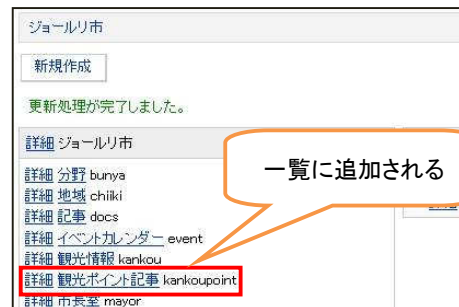 ジョールリ市
新規作成
更新処理が完了しました。
詳細 ジョールリ市
一覧に追加される
詳細 分野 bunya
詳細 地域 chiiki
詳細 記事 docs
詳細 イベントカレンダー event
詳細 観光情報 kankou
詳細 観光ポイント記事 kankoupoint
詳細 市長室 mayor